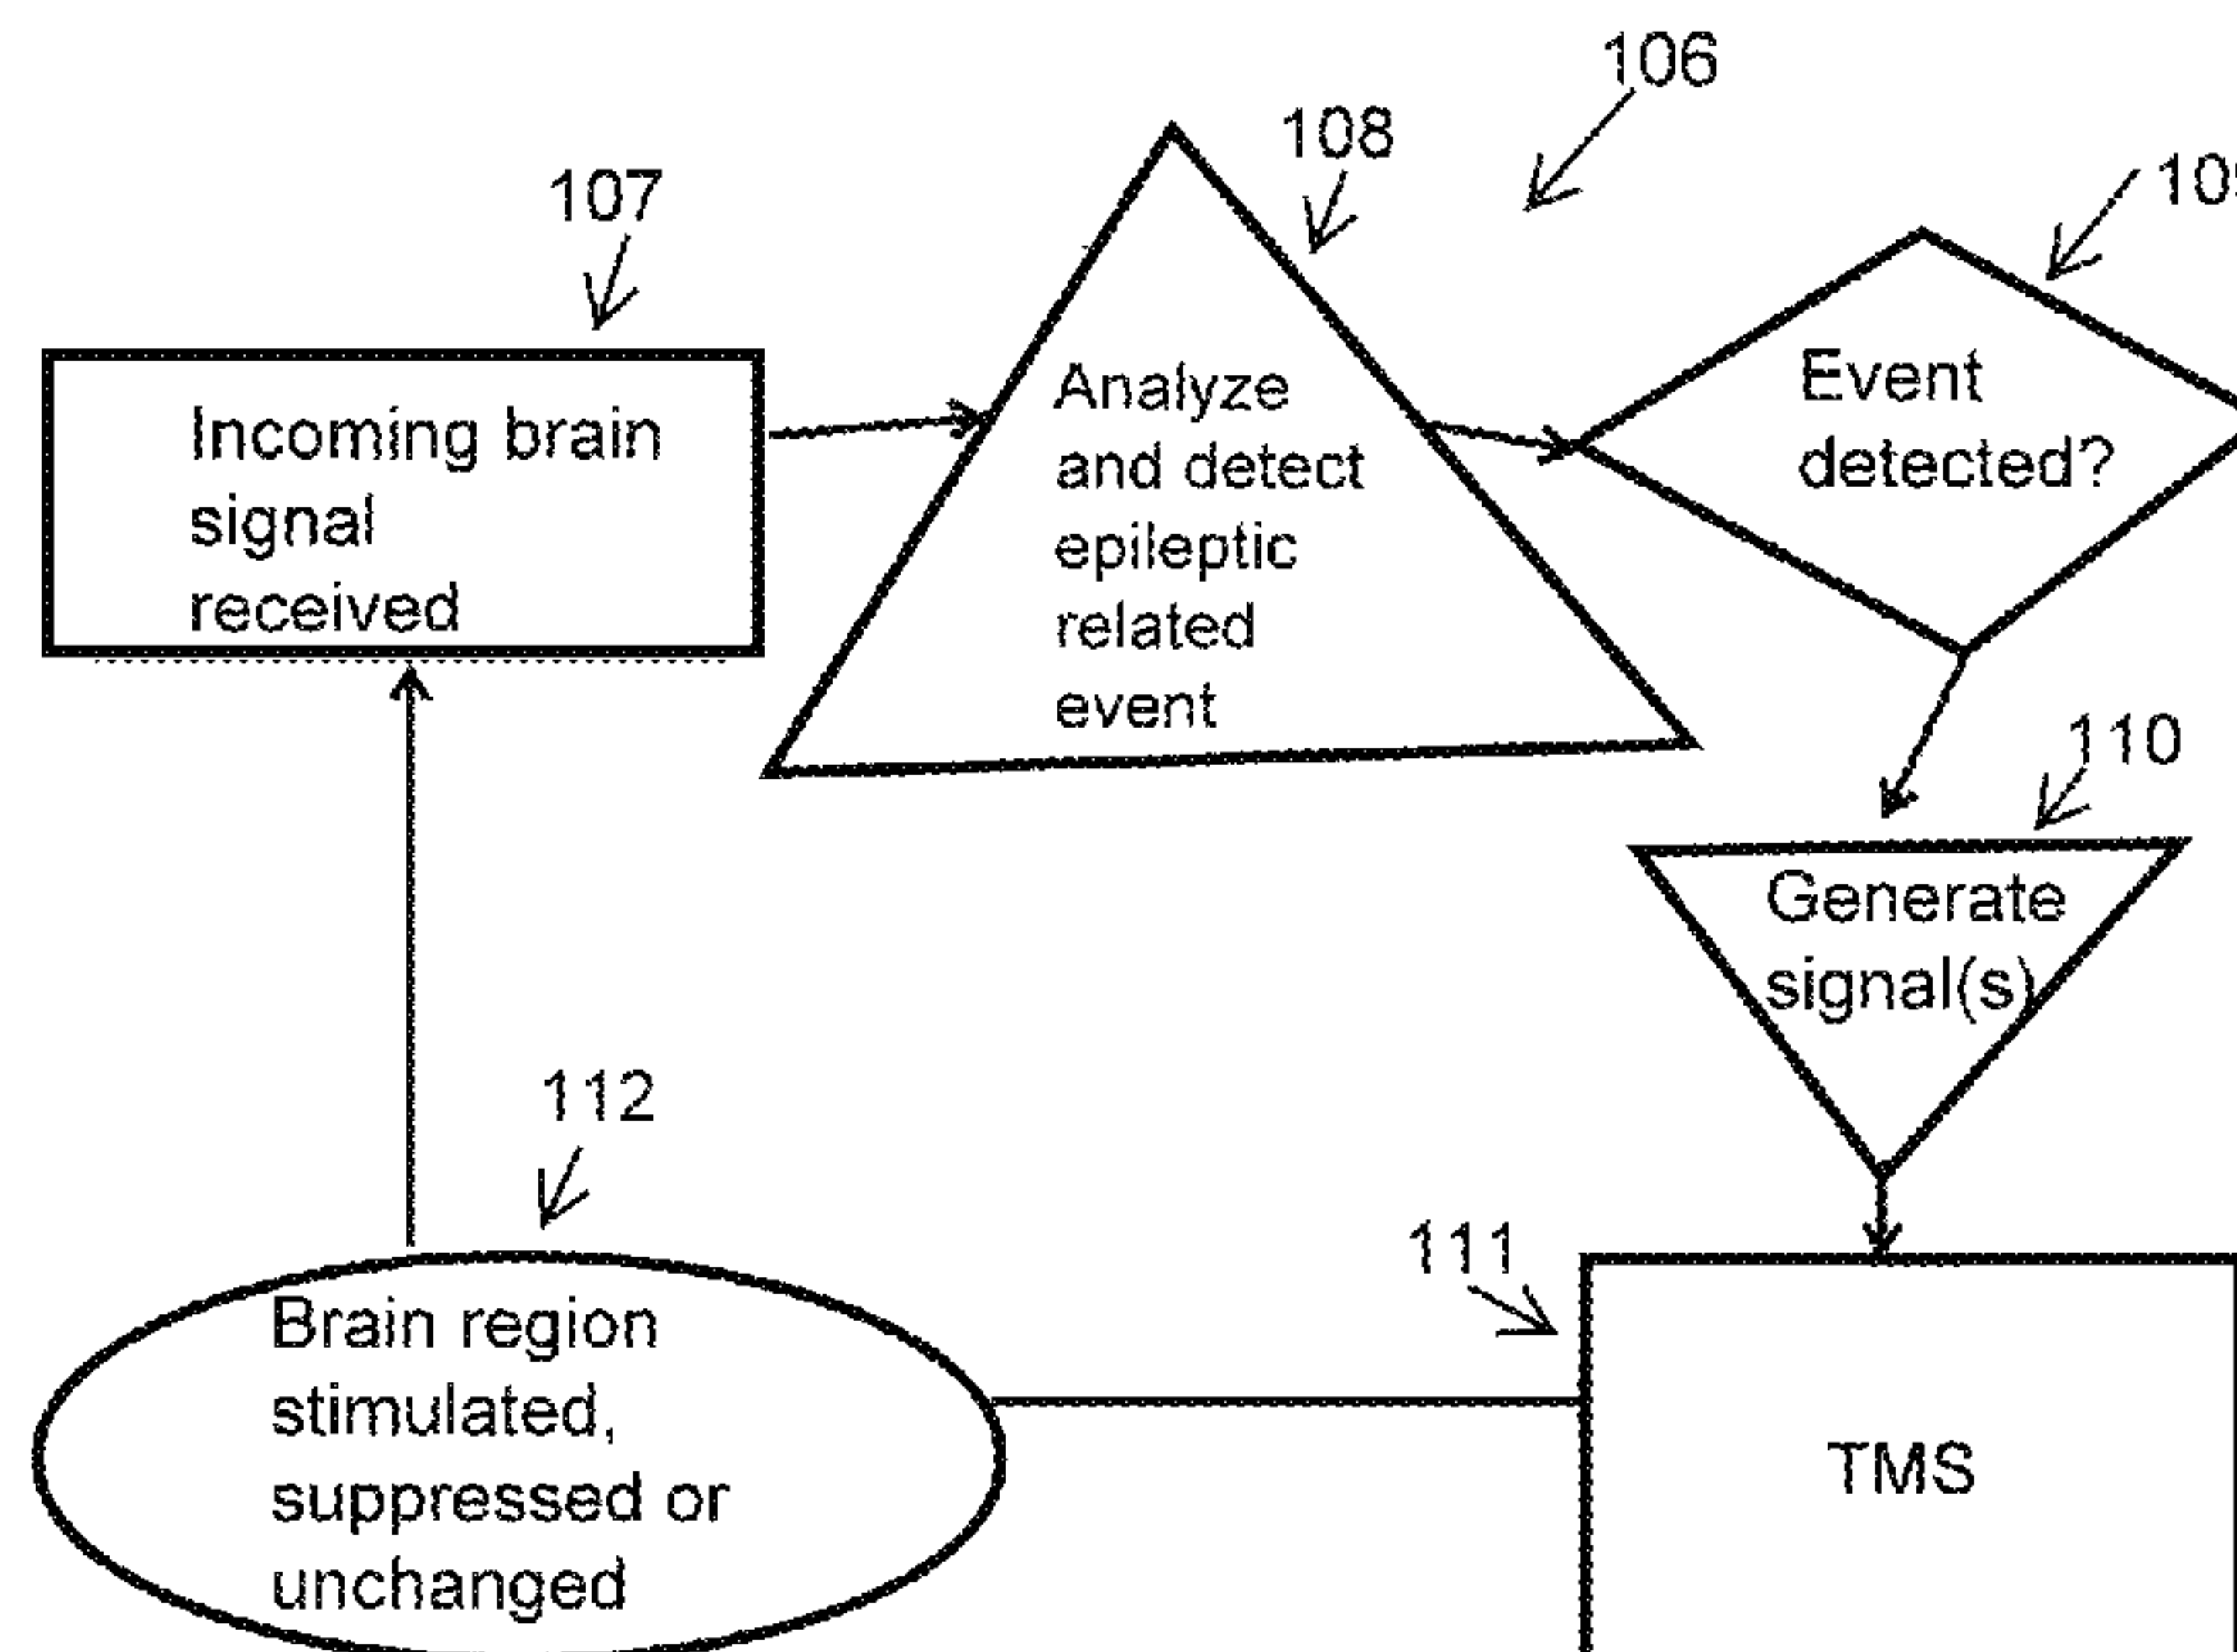 106
108
107
Analyze
and detect
epileptic
related
event
Event
detected?
Incoming brain
signal
received
110
Generate
signal(s)
112
111
Brain region
stimulated,
suppressed or
unchanged
TMS